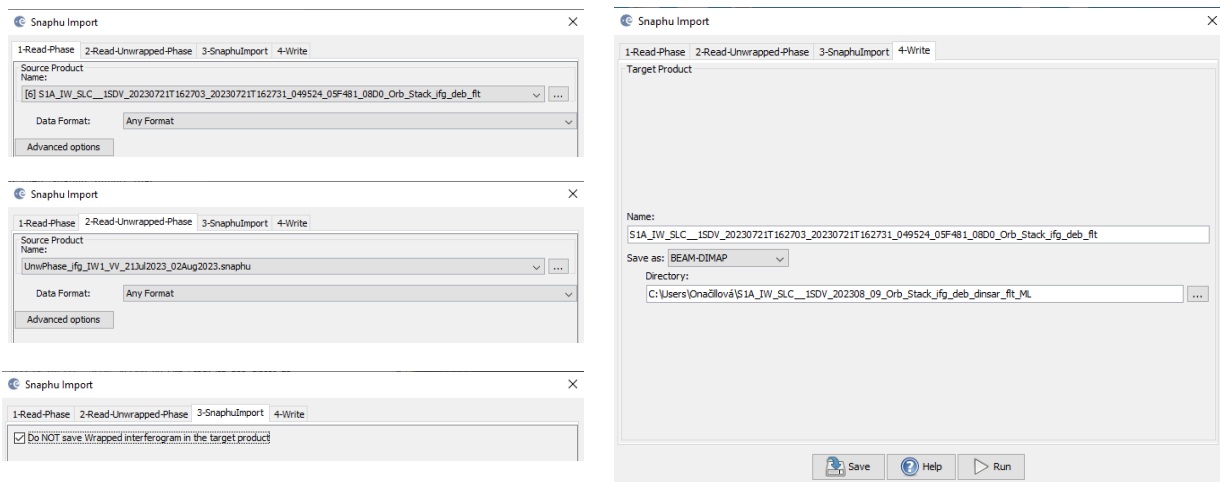 Snaphu Import
1-Read-Phase 2-Read-Unwrapped-Phase 3-SnaphuImport 4-Write
Source Product
Name:
[6] S1A_IW_SLC__1SDV_20230721T162703_20230721T162731_049524_05F481_08D0_Orb_Stack_ifg_deb_flt
...
Data Format: Any Format
Advanced options
Snaphu Import
1-Read-Phase 2-Read-Unwrapped-Phase 3-SnaphuImport 4-Write
Source Product
Name:
UnwPhase_ifg_IW1_VV_21Jul2023_02Aug2023.snaphu
...
Data Format: Any Format
Advanced options
Snaphu Import
1-Read-Phase 2-Read-Unwrapped-Phase 3-SnaphuImport 4-Write
Do NOT save Wrapped interferogram in the target product
Snaphu Import
1-Read-Phase 2-Read-Unwrapped-Phase 3-SnaphuImport 4-Write
Target Product
Name:
S1A_IW_SLC__1SDV_20230721T162703_20230721T162731_049524_05F481_08D0_Orb_Stack_ifg_deb_flt
Save as: BEAM-DIMAP
Directory:
C:\Users\Onačillová\S1A_IW_SLC__1SDV_202308_09_Orb_Stack_ifg_deb_dinsar_flt_ML
...
Save Help Run